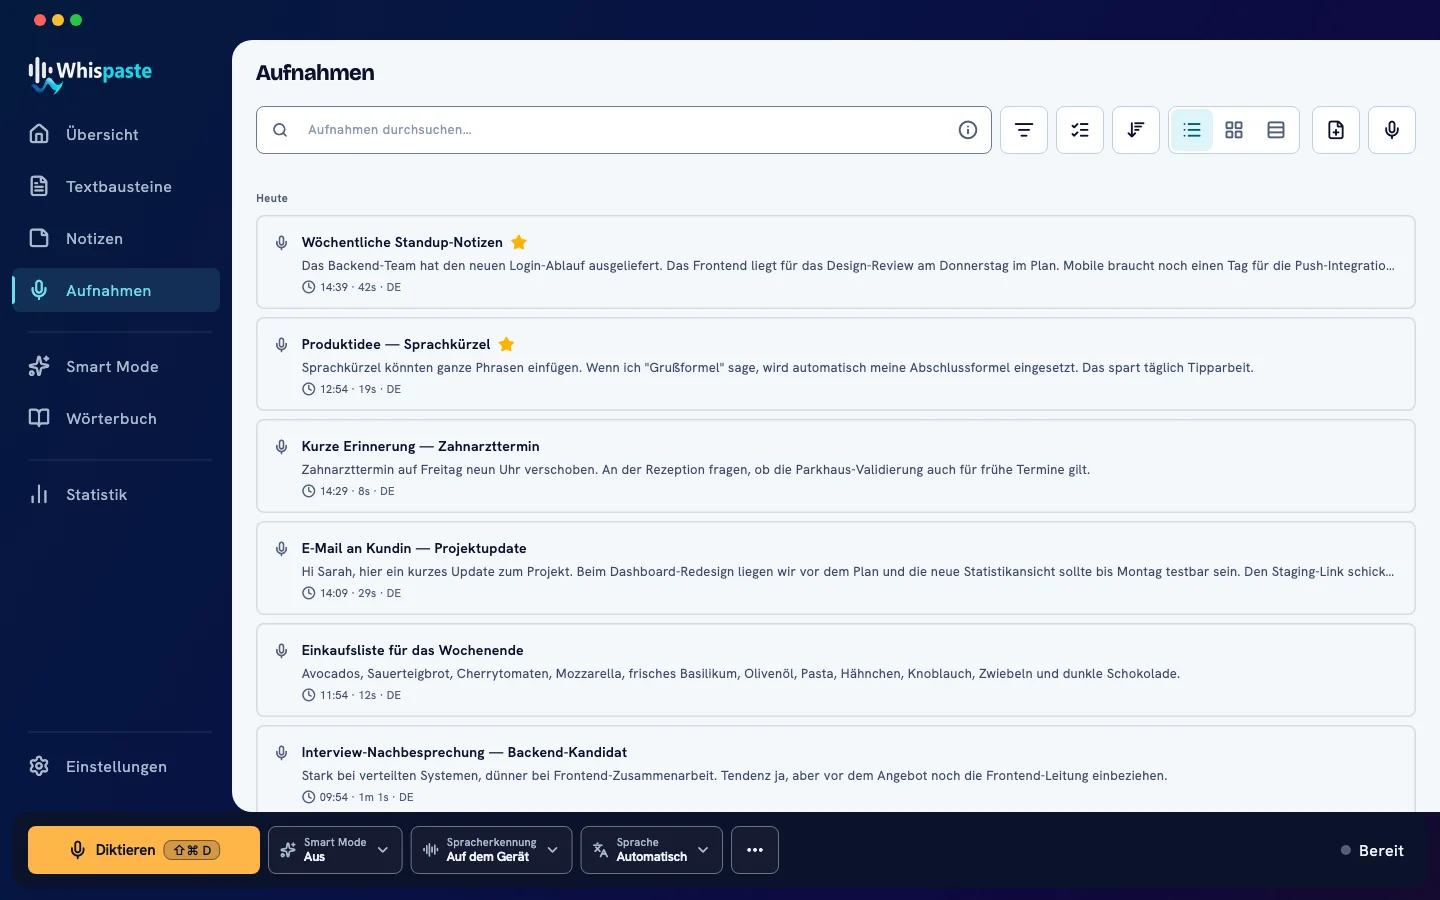 Whispaste
Übersicht
Textbausteine
Notizen
Aufnahmen
Smart Mode
Wörterbuch
Statistik
Einstellungen
Aufnahmen
Aufnahmen durchsuchen...
Heute
Wöchentliche Standup-Notizen
Das Backend-Team hat den neuen Login-Ablauf ausgeliefert. Das Frontend liegt für das Design-Review am Donnerstag im Plan. Mobile braucht noch einen Tag für die Push-Integratio...
14:39 · 42s · DE
Produktidee — Sprachkürzel
Sprachkürzel könnten ganze Phrasen einfügen. Wenn ich "Grußformel" sage, wird automatisch meine Abschlussformel eingesetzt. Das spart täglich Tipparbeit.
12:54 · 19s · DE
Kurze Erinnerung — Zahnarzttermin
Zahnarzttermin auf Freitag neun Uhr verschoben. An der Rezeption fragen, ob die Parkhaus-Validierung auch für frühe Termine gilt.
14:29 · 8s · DE
E-Mail an Kundin — Projektupdate
Hi Sarah, hier ein kurzes Update zum Projekt. Beim Dashboard-Redesign liegen wir vor dem Plan und die neue Statistikansicht sollte bis Montag testbar sein. Den Staging-Link schick...
14:09 · 29s · DE
Einkaufsliste für das Wochenende
Avocados, Sauerteigbrot, Cherrytomaten, Mozzarella, frisches Basilikum, Olivenöl, Pasta, Hähnchen, Knoblauch, Zwiebeln und dunkle Schokolade.
11:54 · 12s · DE
Interview-Nachbesprechung — Backend-Kandidat
Stark bei verteilten Systemen, dünner bei Frontend-Zusammenarbeit. Tendenz ja, aber vor dem Angebot noch die Frontend-Leitung einbeziehen.
09:54 · 1m 1s · DE
Diktieren ⇧⌘ D
Smart Mode
Aus
Spracherkennung
Auf dem Gerät
Sprache
Automatisch
Bereit